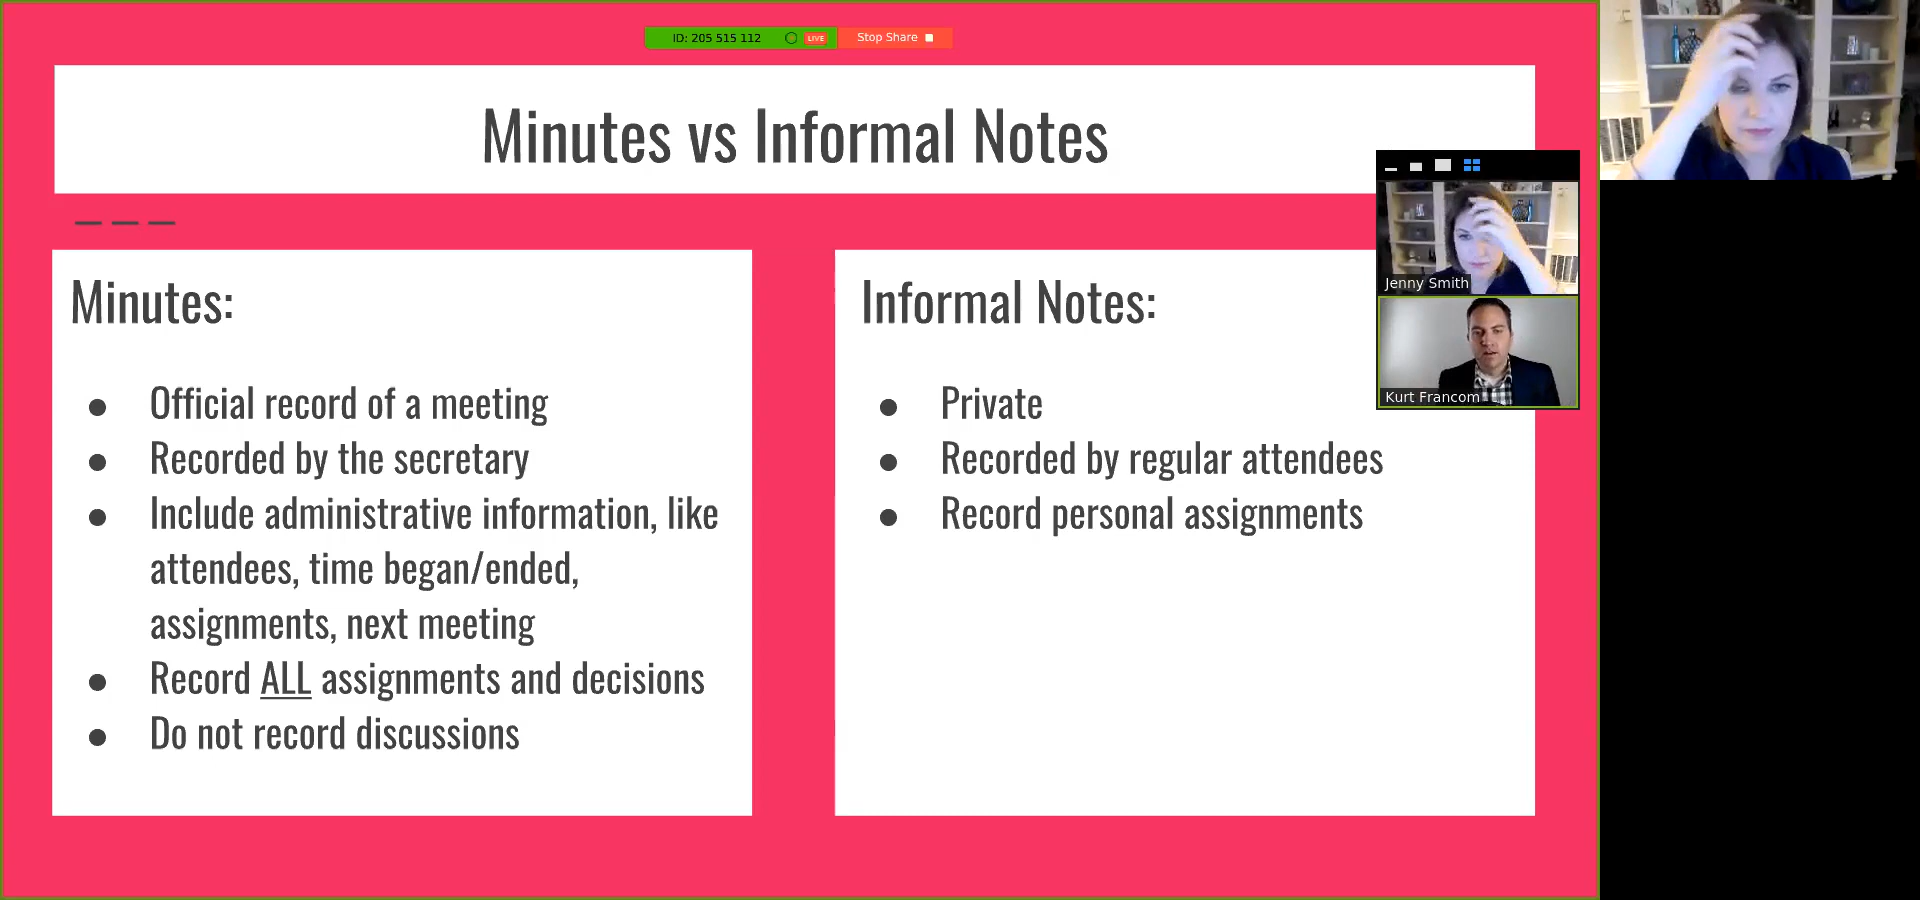 ID: 205 515 112
LIVE
Stop Share
Minutes vs Informal Notes
Minutes:
● Official record of a meeting
● Recorded by the secretary
● Include administrative information, like
attendees, time began/ended,
assignments, next meeting
● Record ALL assignments and decisions
● Do not record discussions
Informal Notes:
● Private
● Recorded by regular attendees
● Record personal assignments
Jenny Smith
Kurt Francom